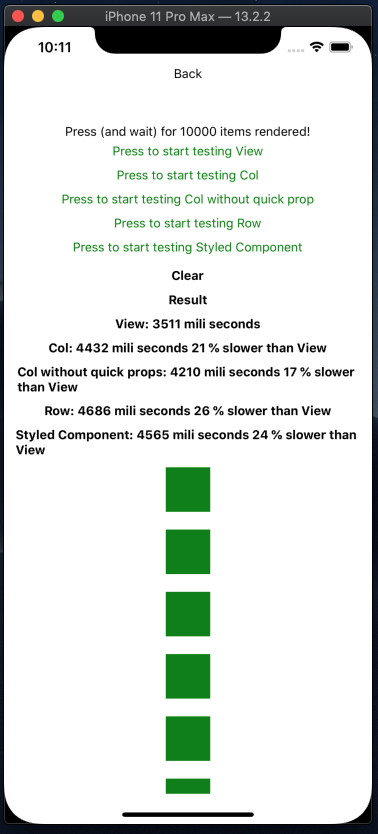 iPhone 11 Pro Max — 13.2.2
10:11
Back
Press (and wait) for 10000 items rendered!
Press to start testing View
Press to start testing Col
Press to start testing Col without quick prop
Press to start testing Row
Press to start testing Styled Component
Clear
Result
View: 3511 mili seconds
Col: 4432 mili seconds 21 % slower than View
Col without quick props: 4210 mili seconds 17 % slower
than View
Row: 4686 mili seconds 26 % slower than View
Styled Component: 4565 mili seconds 24 % slower than
View